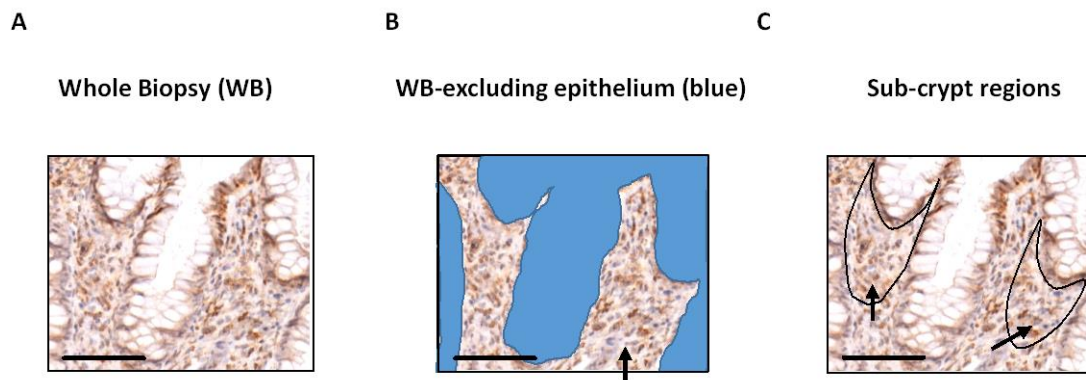 A
B
C
Whole Biopsy (WB)
WB-excluding epithelium (blue)
Sub-crypt regions